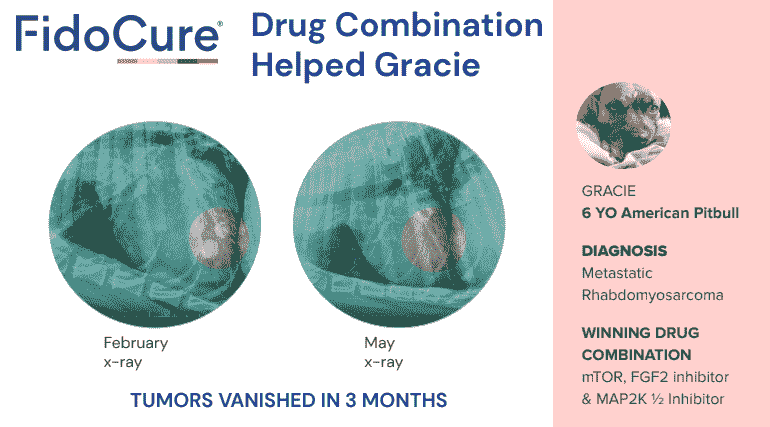 FidoCure®
Drug Combination
Helped Gracie
February
x-ray
May
x-ray
TUMORS VANISHED IN 3 MONTHS
GRACIE
6 YO American Pitbull
DIAGNOSIS
Metastatic
Rhabdomyosarcoma
WINNING DRUG
COMBINATION
mTOR, FGF2 inhibitor
& MAP2K ½ Inhibitor